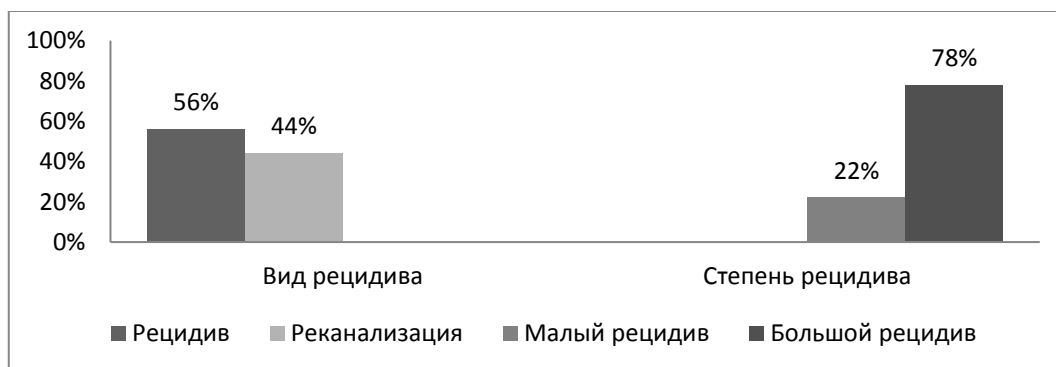 100%
80%
60%
40%
20%
0%
56%
44%
22%
78%
Вид рецидива
Степень рецидива
Рецидив
Реканализация
Малый рецидив
Большой рецидив